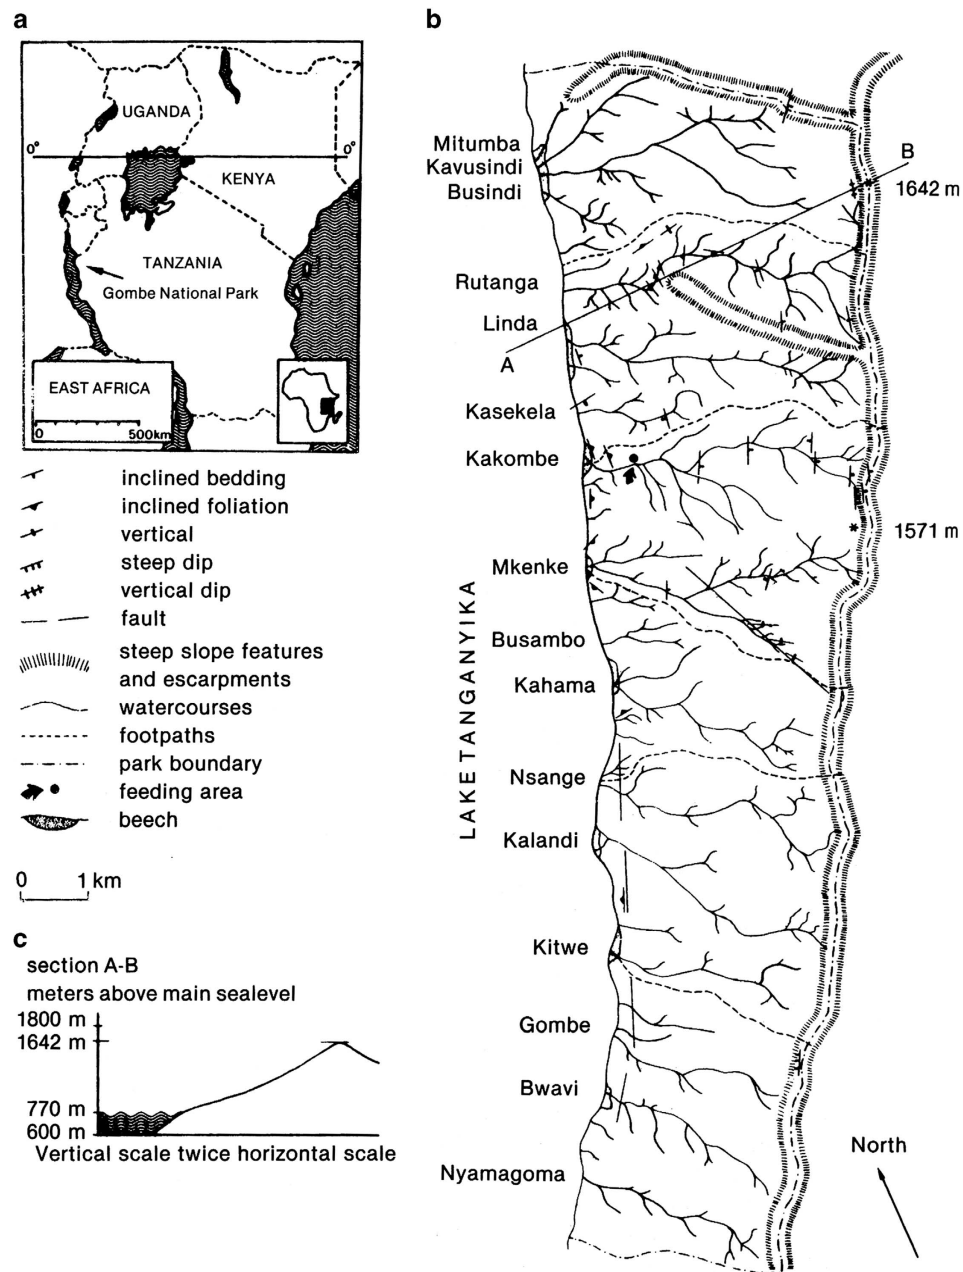 a
UGANDA
0°
0°
KENYA
TANZANIA
Gombe National Park
EAST AFRICA
0
500km
inclined bedding
inclined foliation
vertical
steep dip
vertical dip
fault
steep slope features
and escarpments
watercourses
footpaths
park boundary
feeding area
beech
0
1 km
b
Mitumba
Kavusindi
Busindi
B
1642 m
Rutanga
Linda
A
Kasekela
Kakombe
1571 m
Mkenke
Busambo
Kahama
LAKE TANGANYIKA
Nsange
Kalandi
Kitwe
Gombe
Bwavi
Nyamagoma
North
c
section A-B
meters above main sealevel
1800 m
1642 m
770 m
600 m
Vertical scale twice horizontal scale